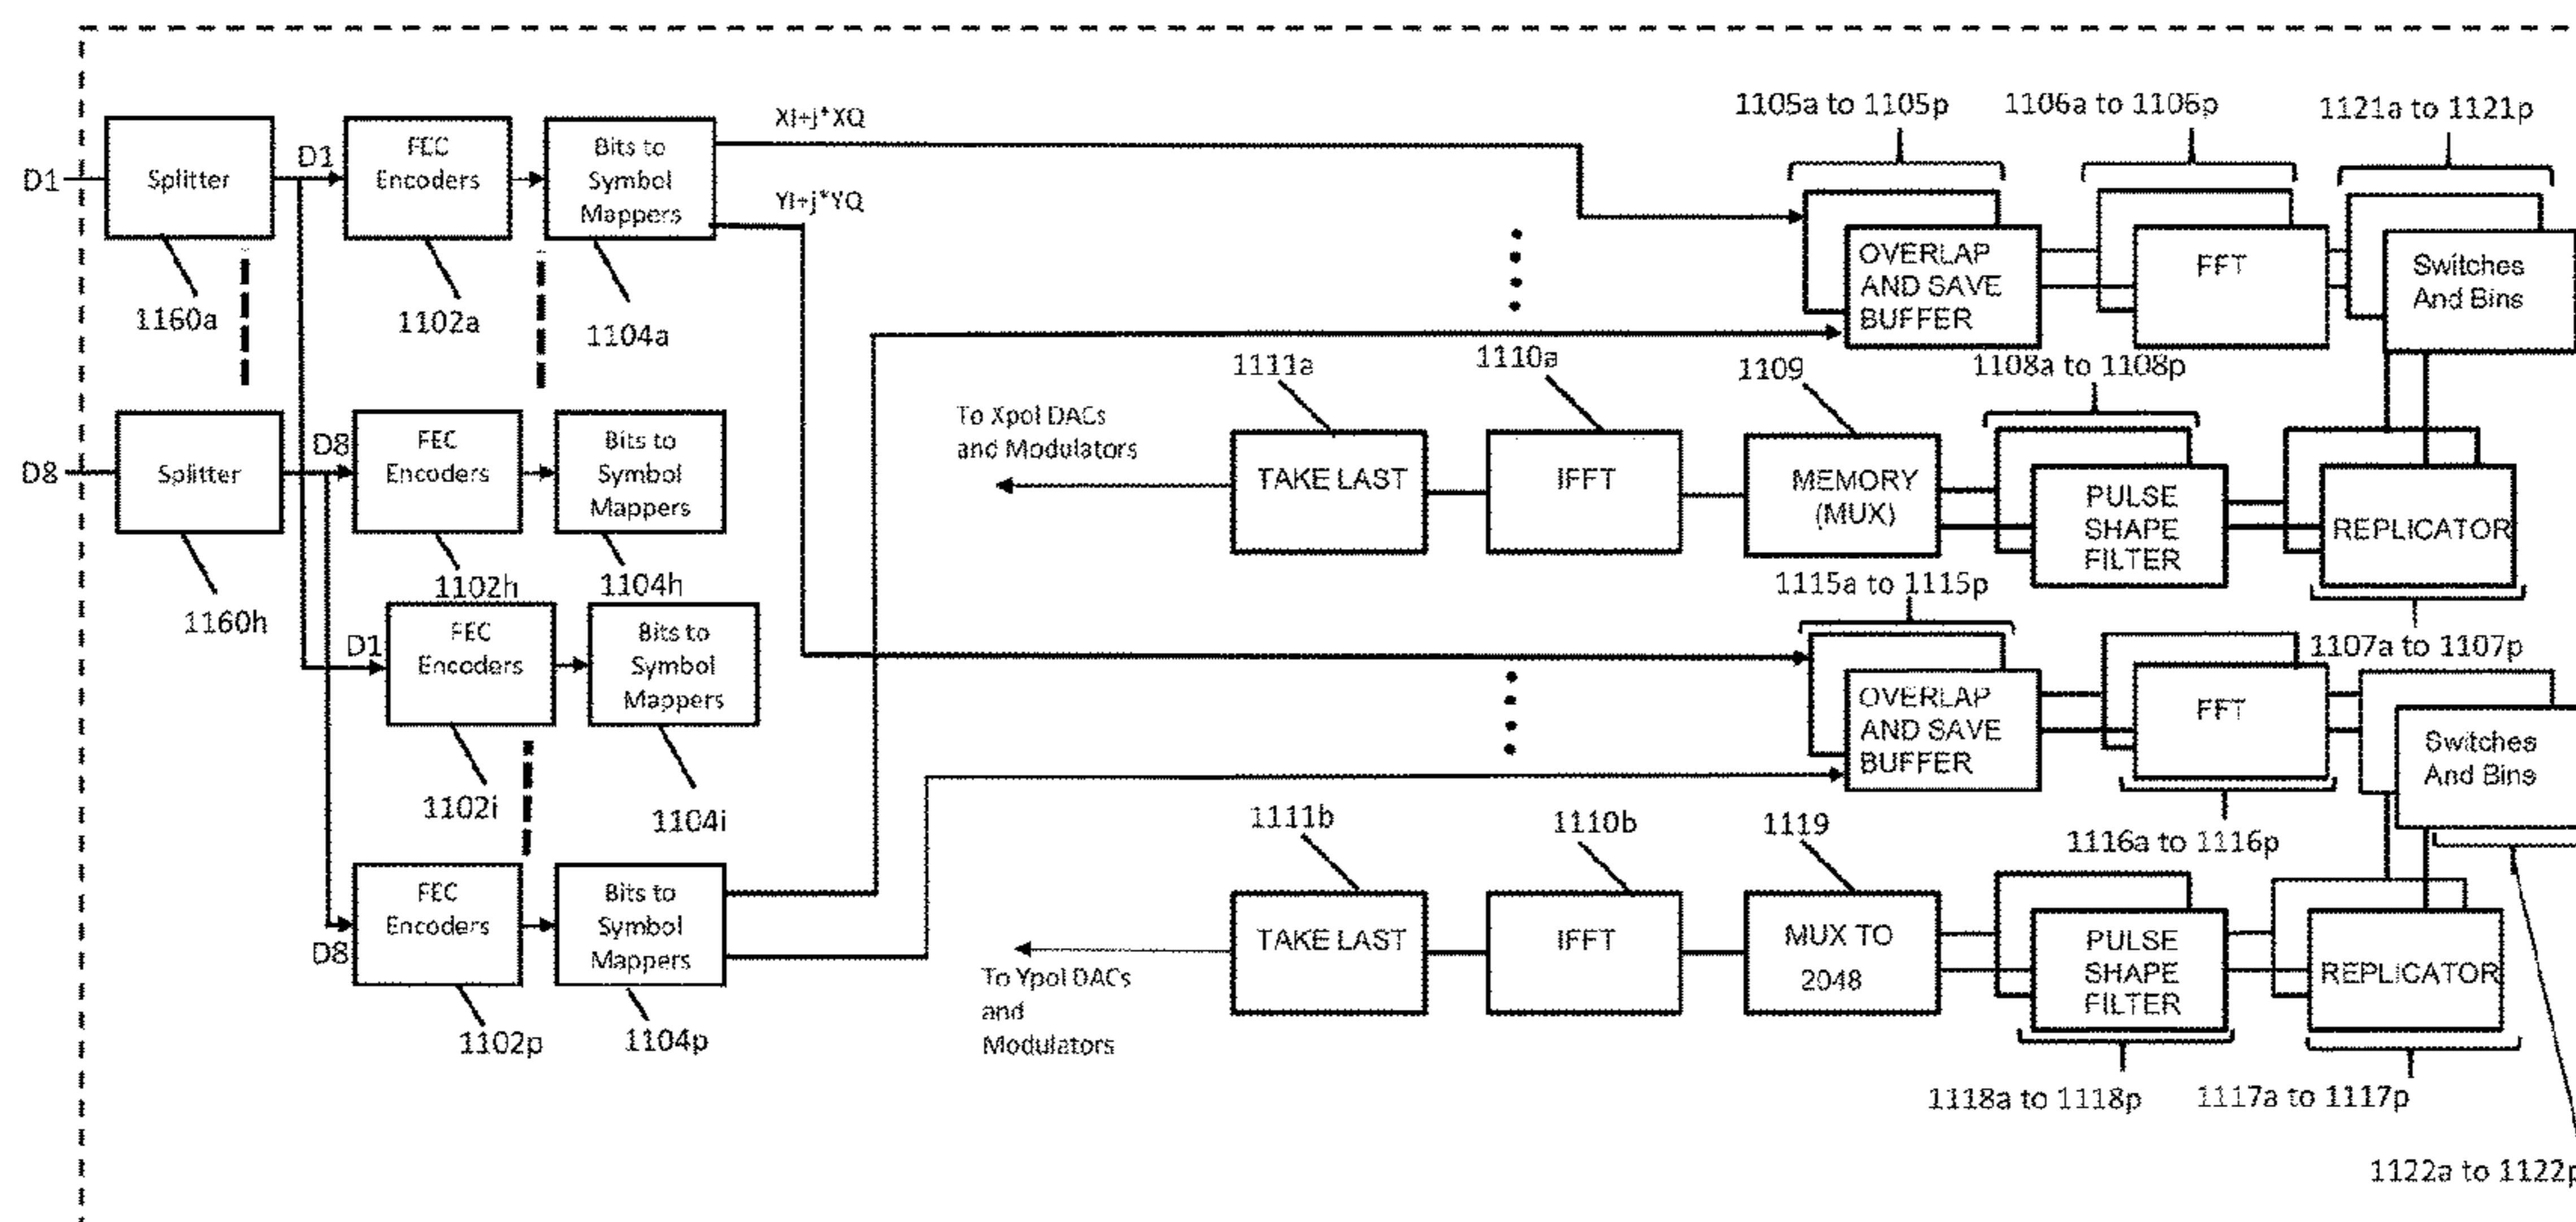 D1
Splitter
1160a
D1
FEC
Encoders
1102a
Bits to
Symbol
Mappers
1104a
XI+j*XQ
YI+j*YQ
1105a to 1105p
OVERLAP
AND SAVE
BUFFER
1106a to 1106p
FFT
1121a to 1121p
Switches
And Bins
D8
Splitter
1160h
D8
FEC
Encoders
1102h
Bits to
Symbol
Mappers
1104h
To Xpol DACs
and Modulators
1111a
TAKE LAST
1110a
IFFT
1109
MEMORY
(MUX)
1108a to 1108p
PULSE
SHAPE
FILTER
REPLICATOR
1107a to 1107p
D1
FEC
Encoders
1102i
Bits to
Symbol
Mappers
1104i
1115a to 1115p
OVERLAP
AND SAVE
BUFFER
FFT
1116a to 1116p
Switches
And Bins
D8
FEC
Encoders
1102p
Bits to
Symbol
Mappers
1104p
To Ypol DACs
and
Modulators
1111b
TAKE LAST
1110b
IFFT
1119
MUX TO
2048
PULSE
SHAPE
FILTER
1118a to 1118p
REPLICATOR
1117a to 1117p
1122a to 1122p